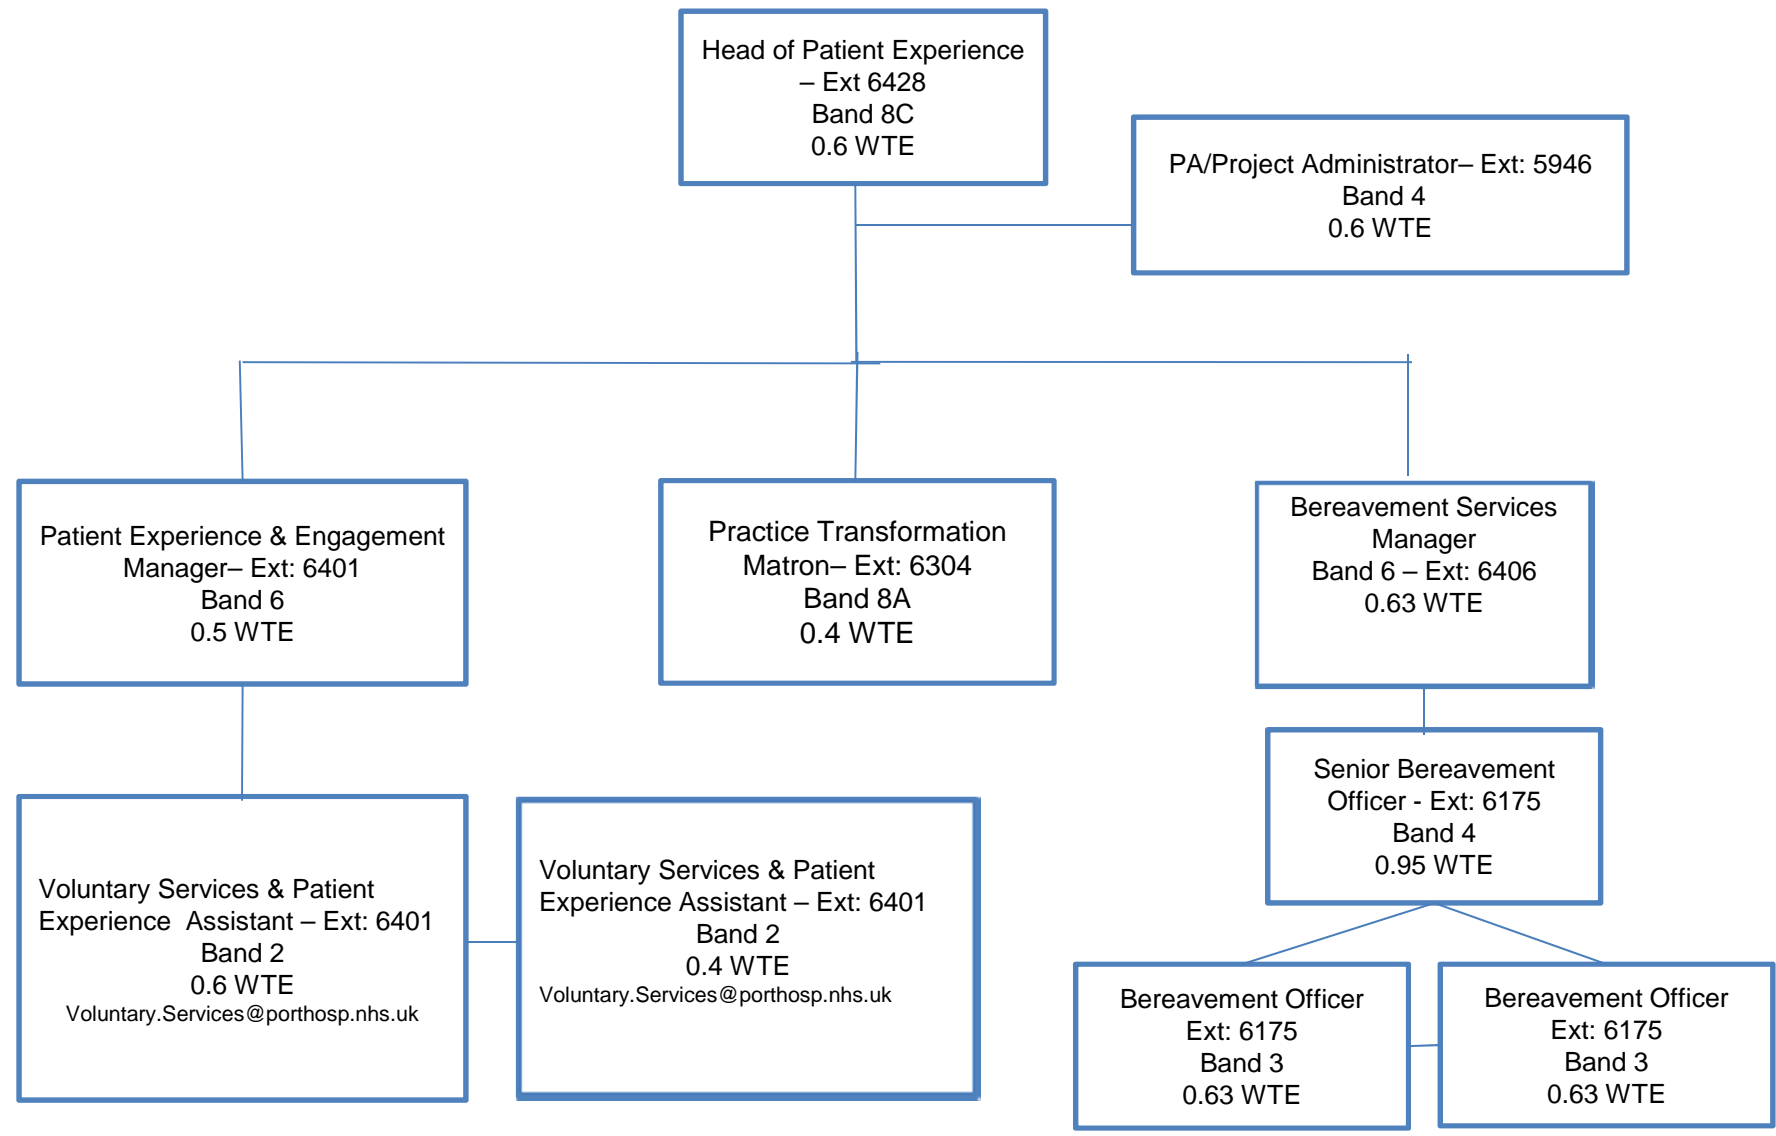 Head of Patient Experience
– Ext 6428
Band 8C
0.6 WTE
PA/Project Administrator– Ext: 5946
Band 4
0.6 WTE
Patient Experience & Engagement
Manager– Ext: 6401
Band 6
0.5 WTE
Practice Transformation
Matron– Ext: 6304
Band 8A
0.4 WTE
Bereavement Services
Manager
Band 6 – Ext: 6406
0.63 WTE
Senior Bereavement
Officer - Ext: 6175
Band 4
0.95 WTE
Voluntary Services & Patient
Experience  Assistant – Ext: 6401
Band 2
0.6 WTE
Voluntary.Services@porthosp.nhs.uk
Voluntary Services & Patient
Experience Assistant – Ext: 6401
Band 2
0.4 WTE
Voluntary.Services@porthosp.nhs.uk
Bereavement Officer
Ext: 6175
Band 3
0.63 WTE
Bereavement Officer
Ext: 6175
Band 3
0.63 WTE